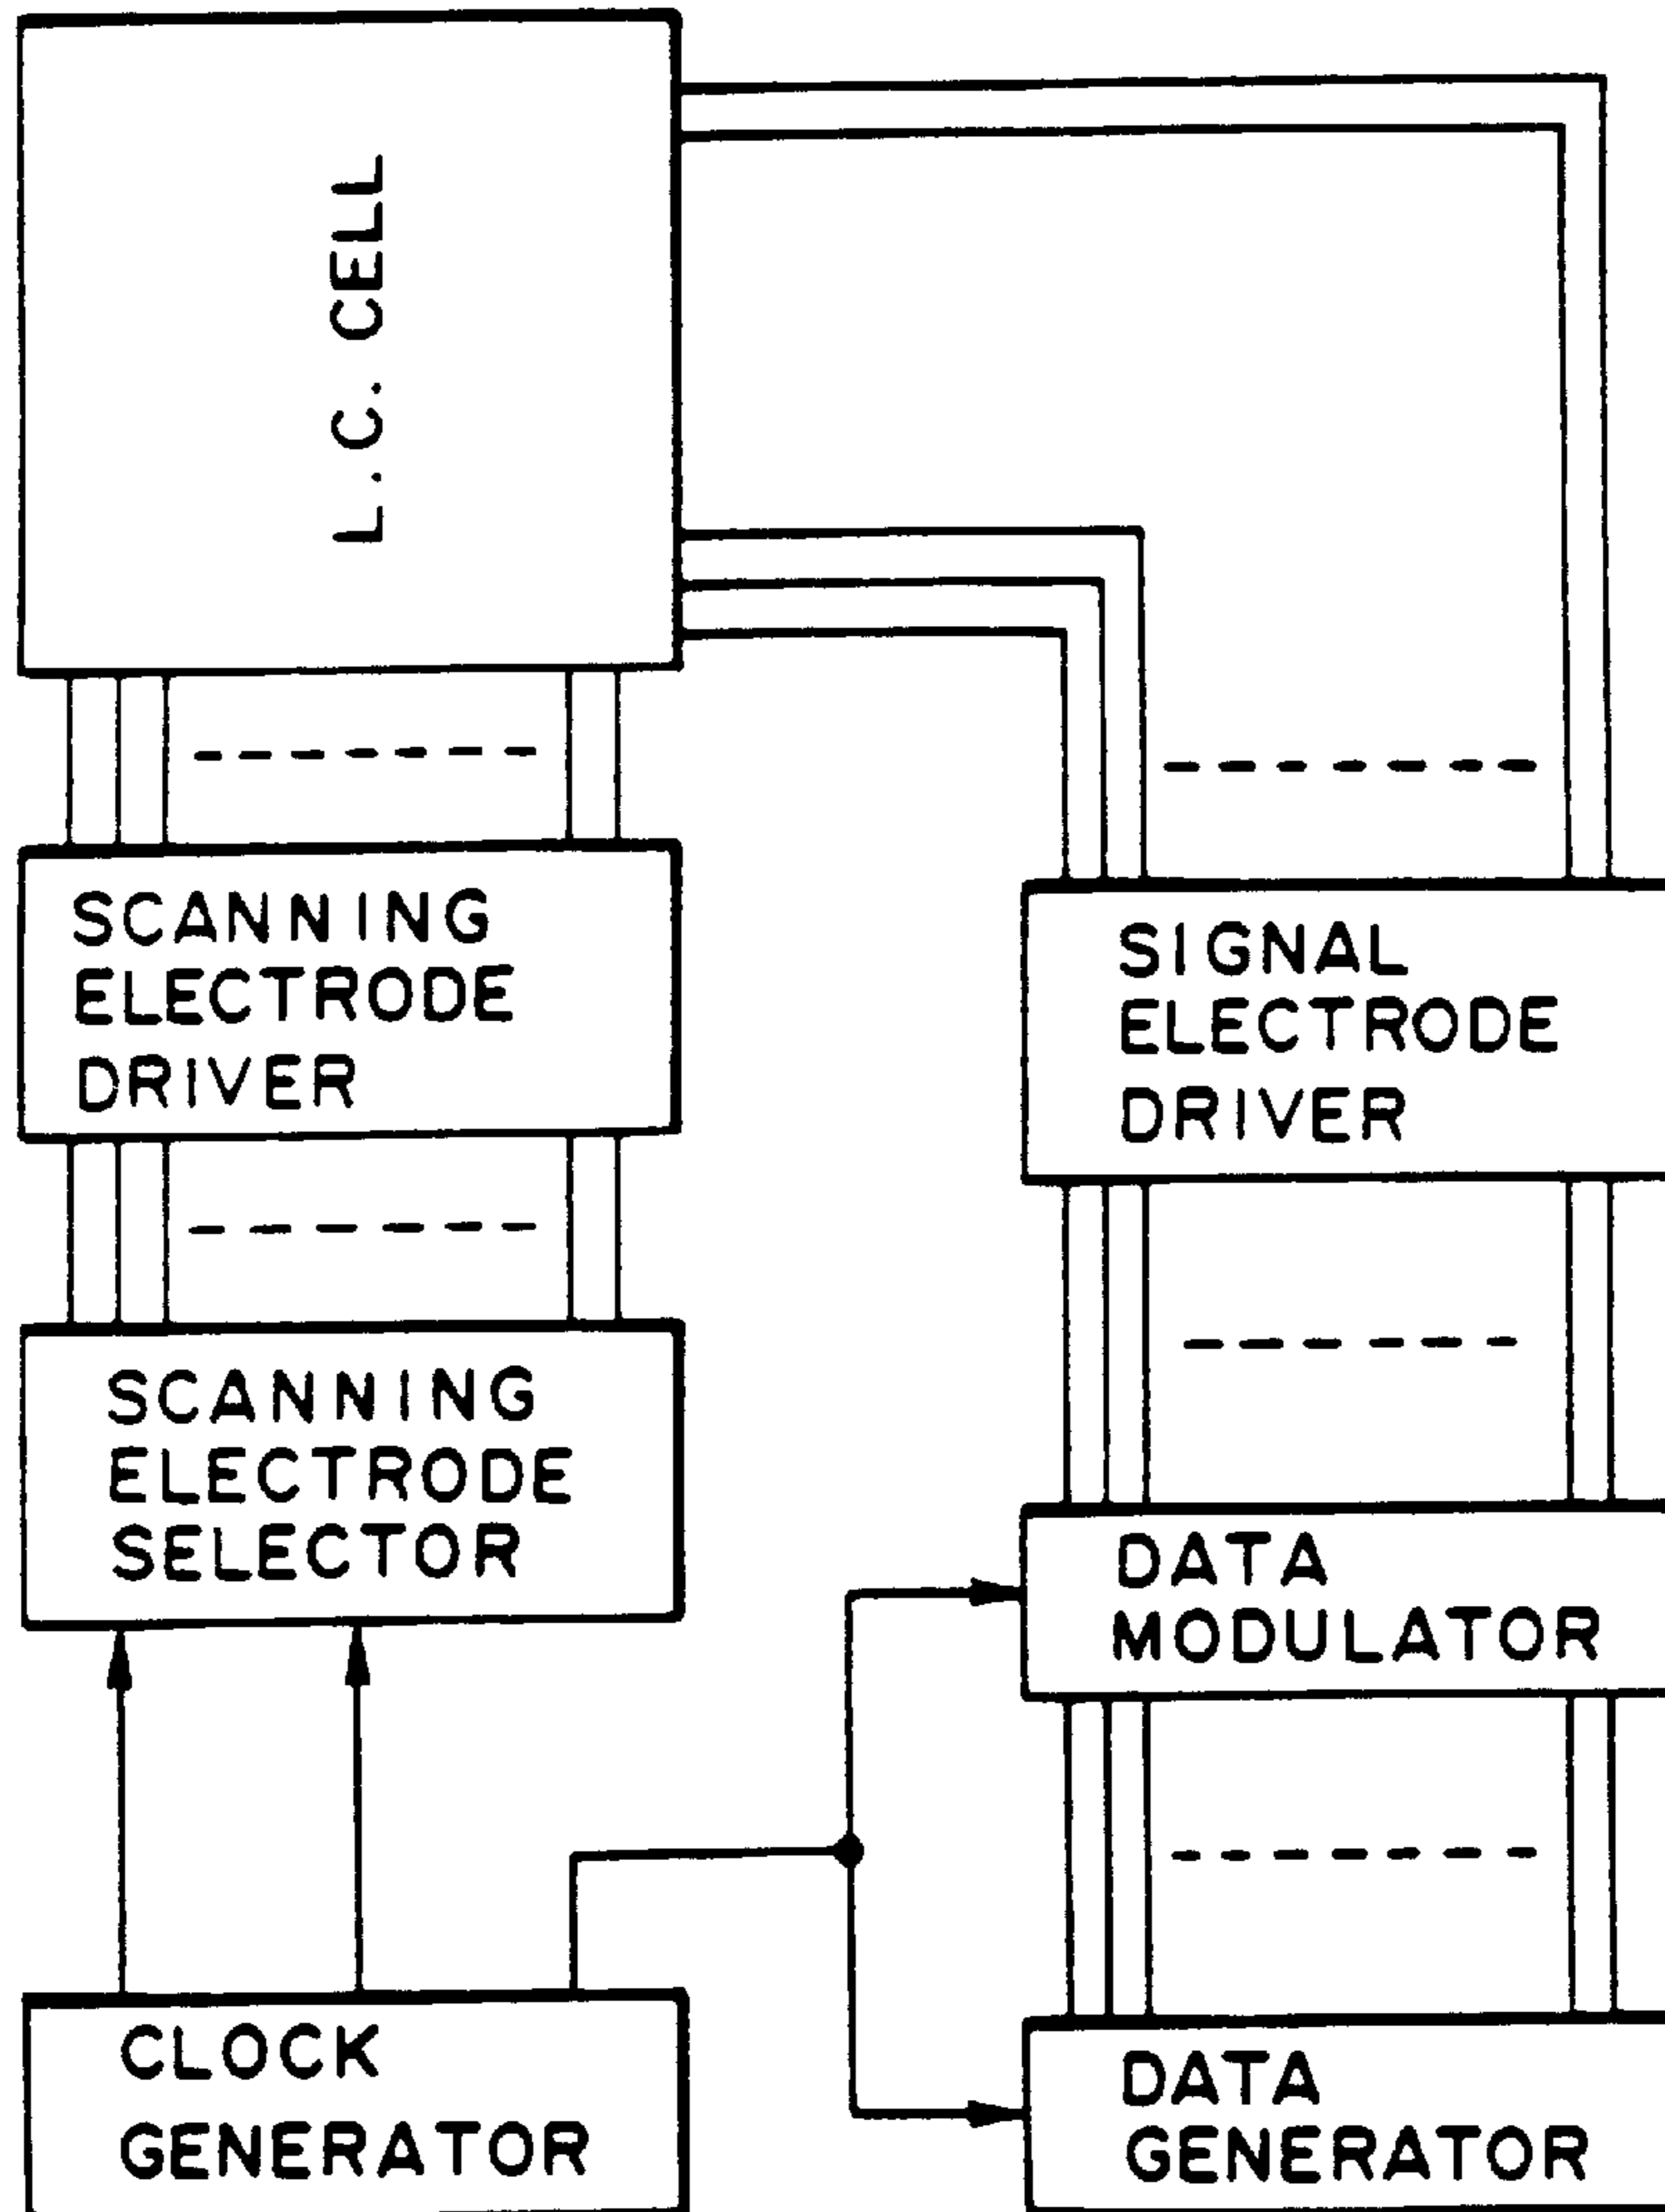 L.C. CELL
SCANNING
ELECTRODE
DRIVER
SIGNAL
ELECTRODE
DRIVER
SCANNING
ELECTRODE
SELECTOR
DATA
MODULATOR
CLOCK
GENERATOR
DATA
GENERATOR